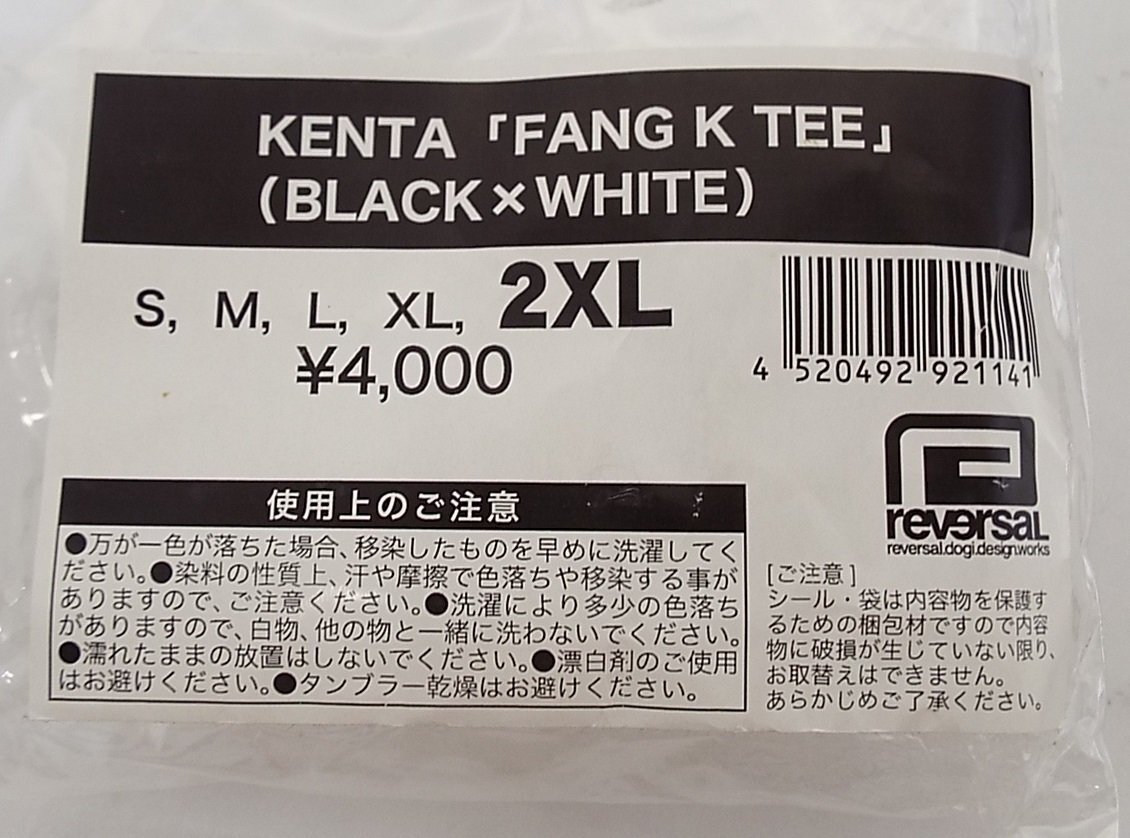 KENTA「FANG K TEE」
(BLACK×WHITE)
S, M, L, XL, 2XL
¥4,000
4 520492 921141
reversal
reversal.dogi.design.works
使用上のご注意
●万が一色が落ちた場合、移染したものを早めに洗濯してく
ださい。●染料の性質上、汗や摩擦で色落ちや移染する事が
ありますので、ご注意ください。●洗濯により多少の色落ち
がありますので、白物、他の物と一緒に洗わないでください。
●濡れたままの放置はしないでください。●漂白剤のご使用
はお避けください。●タンブラー乾燥はお避けください。
[ご注意]
シール・袋は内容物を保護す
るための梱包材ですので内容
物に破損が生じていない限り、
お取替えはできません。
あらかじめご了承ください。